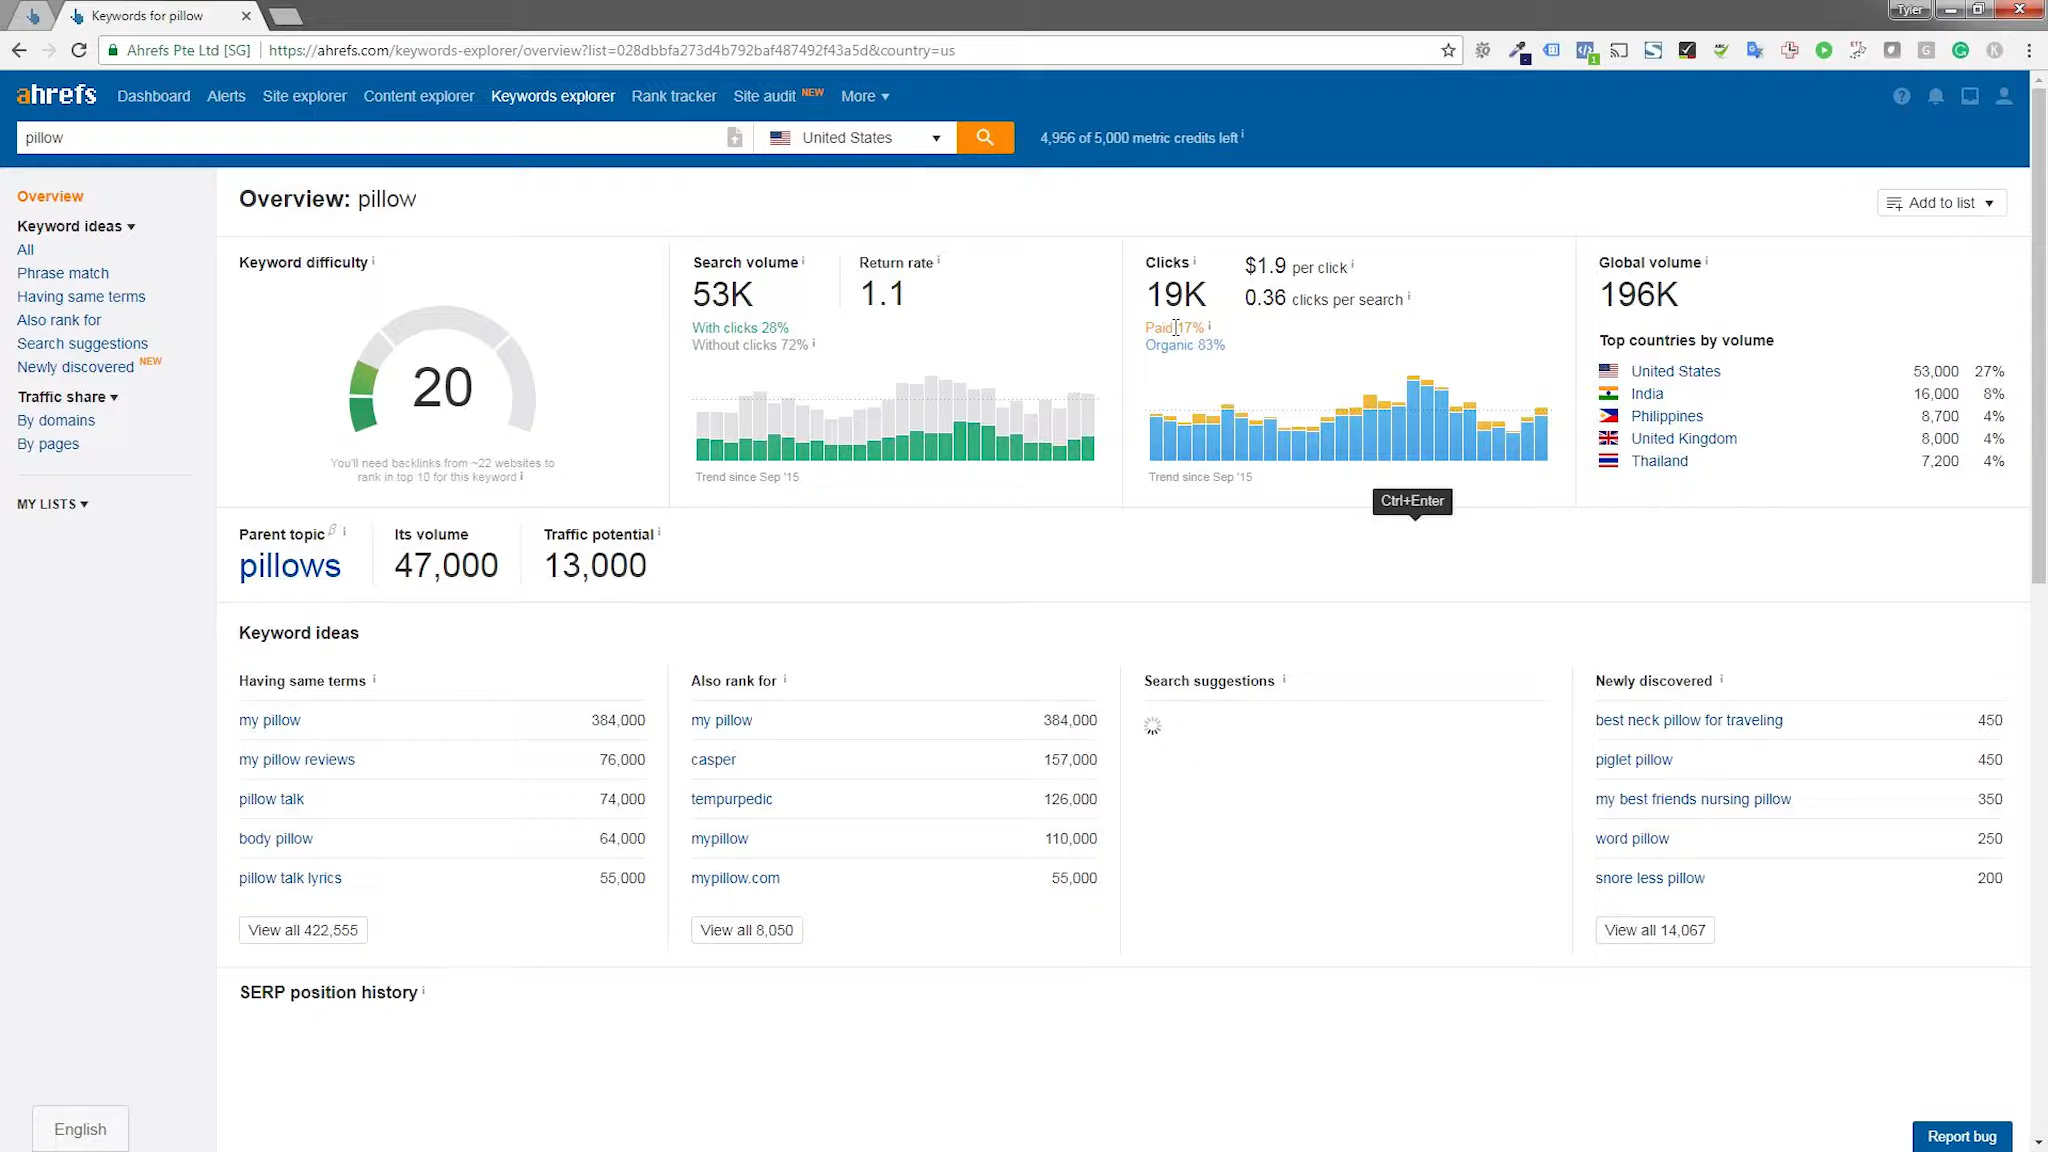 Keywords for pillow
Tyler
Ahrefs Pte Ltd [SG] https://ahrefs.com/keywords-explorer/overview?list=028dbbfa273d4b792baf487492f43a5d&country=us
ahrefs Dashboard Alerts Site explorer Content explorer Keywords explorer Rank tracker Site audit NEW More
pillow United States 4,956 of 5,000 metric credits left
Overview
Keyword ideas
All
Phrase match
Having same terms
Also rank for
Search suggestions
Newly discovered NEW
Traffic share
By domains
By pages
MY LISTS
Overview: pillow
Add to list
Keyword difficulty
20
You'll need backlinks from ~22 websites to
rank in top 10 for this keyword
Search volume
53K
With clicks 28%
Without clicks 72%
Return rate
1.1
Trend since Sep '15
Clicks
19K
$1.9 per click
0.36 clicks per search
Paid 17%
Organic 83%
Trend since Sep '15
Global volume
196K
Top countries by volume
United States 53,000 27%
India 16,000 8%
Philippines 8,700 4%
United Kingdom 8,000 4%
Thailand 7,200 4%
Ctrl+Enter
Parent topic β
pillows
Its volume
47,000
Traffic potential
13,000
Keyword ideas
Having same terms
my pillow 384,000
my pillow reviews 76,000
pillow talk 74,000
body pillow 64,000
pillow talk lyrics 55,000
View all 422,555
Also rank for
my pillow 384,000
casper 157,000
tempurpedic 126,000
mypillow 110,000
mypillow.com 55,000
View all 8,050
Search suggestions
Newly discovered
best neck pillow for traveling 450
piglet pillow 450
my best friends nursing pillow 350
word pillow 250
snore less pillow 200
View all 14,067
SERP position history
English
Report bug